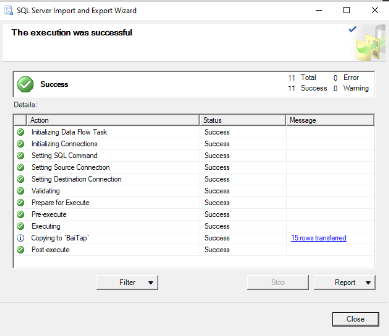 SQL Server Import and Export Wizard
The execution was successful
Success
11 Total 0 Error
11 Success 0 Warning
Details:
Action Status Message
Initializing Data Flow Task Success
Initializing Connections Success
Setting SQL Command Success
Setting Source Connection Success
Setting Destination Connection Success
Validating Success
Prepare for Execute Success
Pre-execute Success
Executing Success
Copying to `BaiTap` Success 15 rows transferred
Post-execute Success
Filter Stop Report
Close